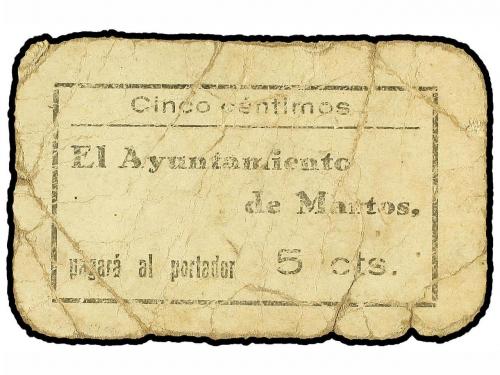 Cinco céntimos
El Ayuntamiento
de Martos,
pagará al portador 5 cts.